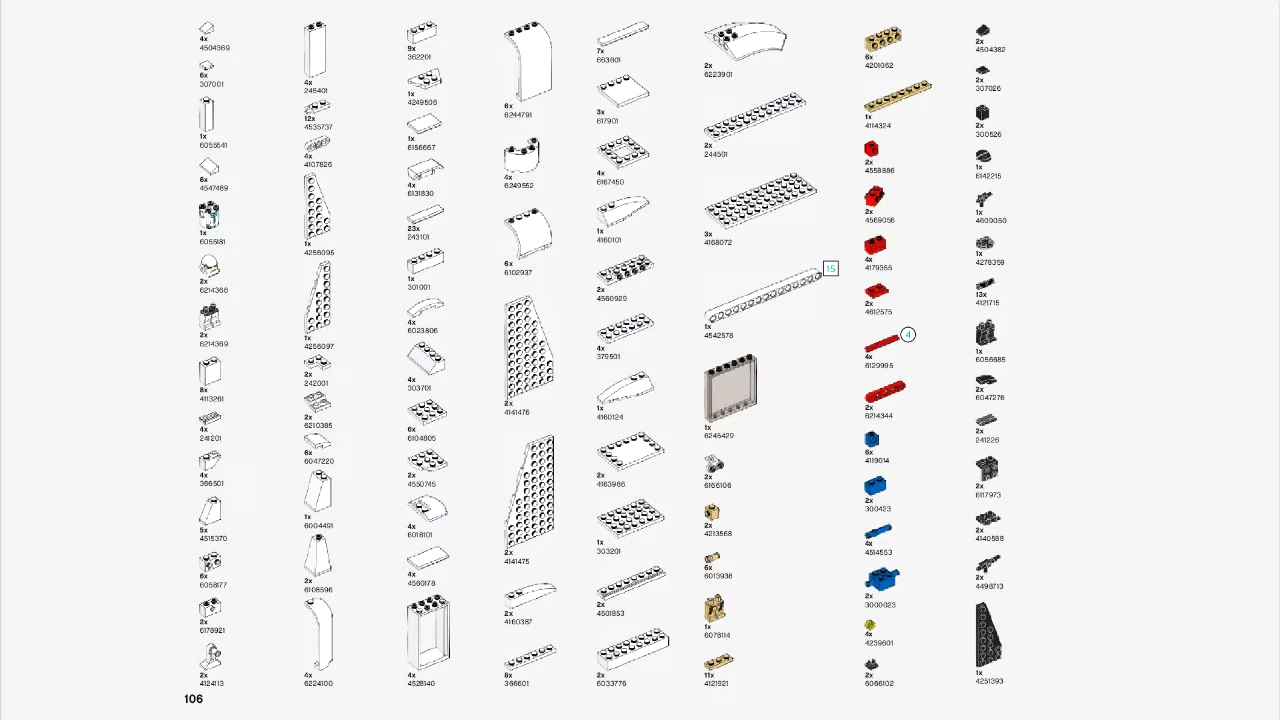 4x
4504369
6x
307001
1x
6055541
6x
4547489
1x
6055181
2x
6214366
2x
6214369
8x
4113261
4x
241201
4x
366501
5x
4515370
6x
6058177
2x
6178921
2x
4124113
4x
245401
12x
4535737
4x
4107826
1x
4256095
1x
4256097
2x
242001
2x
6210385
6x
6047220
1x
6004491
2x
6108596
4x
6224100
9x
362201
1x
4249506
1x
6156667
4x
6131830
23x
243101
1x
301001
4x
6023806
4x
303701
6x
6104805
2x
4550745
4x
6018101
4x
4560178
4x
4528140
6x
6244791
4x
6249552
6x
6102937
2x
4141476
2x
4141475
2x
4160387
8x
366601
7x
663601
3x
617901
4x
6167450
1x
4160101
2x
4560929
4x
379501
1x
4160124
2x
4163986
1x
303201
2x
4501853
2x
6033776
2x
6223901
2x
244501
3x
4168072
15
1x
4542578
1x
6245429
2x
6166106
2x
4213568
6x
6013938
1x
6078114
11x
4121921
6x
4201062
1x
4114324
2x
4558886
2x
4569056
4x
4179355
2x
4612575
4
4x
6129995
2x
6214344
6x
4119014
2x
300423
4x
4514553
2x
3000023
4x
4239601
2x
6066102
2x
4504382
2x
307026
2x
300526
1x
6142215
1x
4609050
1x
4278359
13x
4121715
1x
6056685
2x
6047276
2x
241226
2x
6117973
2x
4140588
2x
4498713
1x
4251393
106